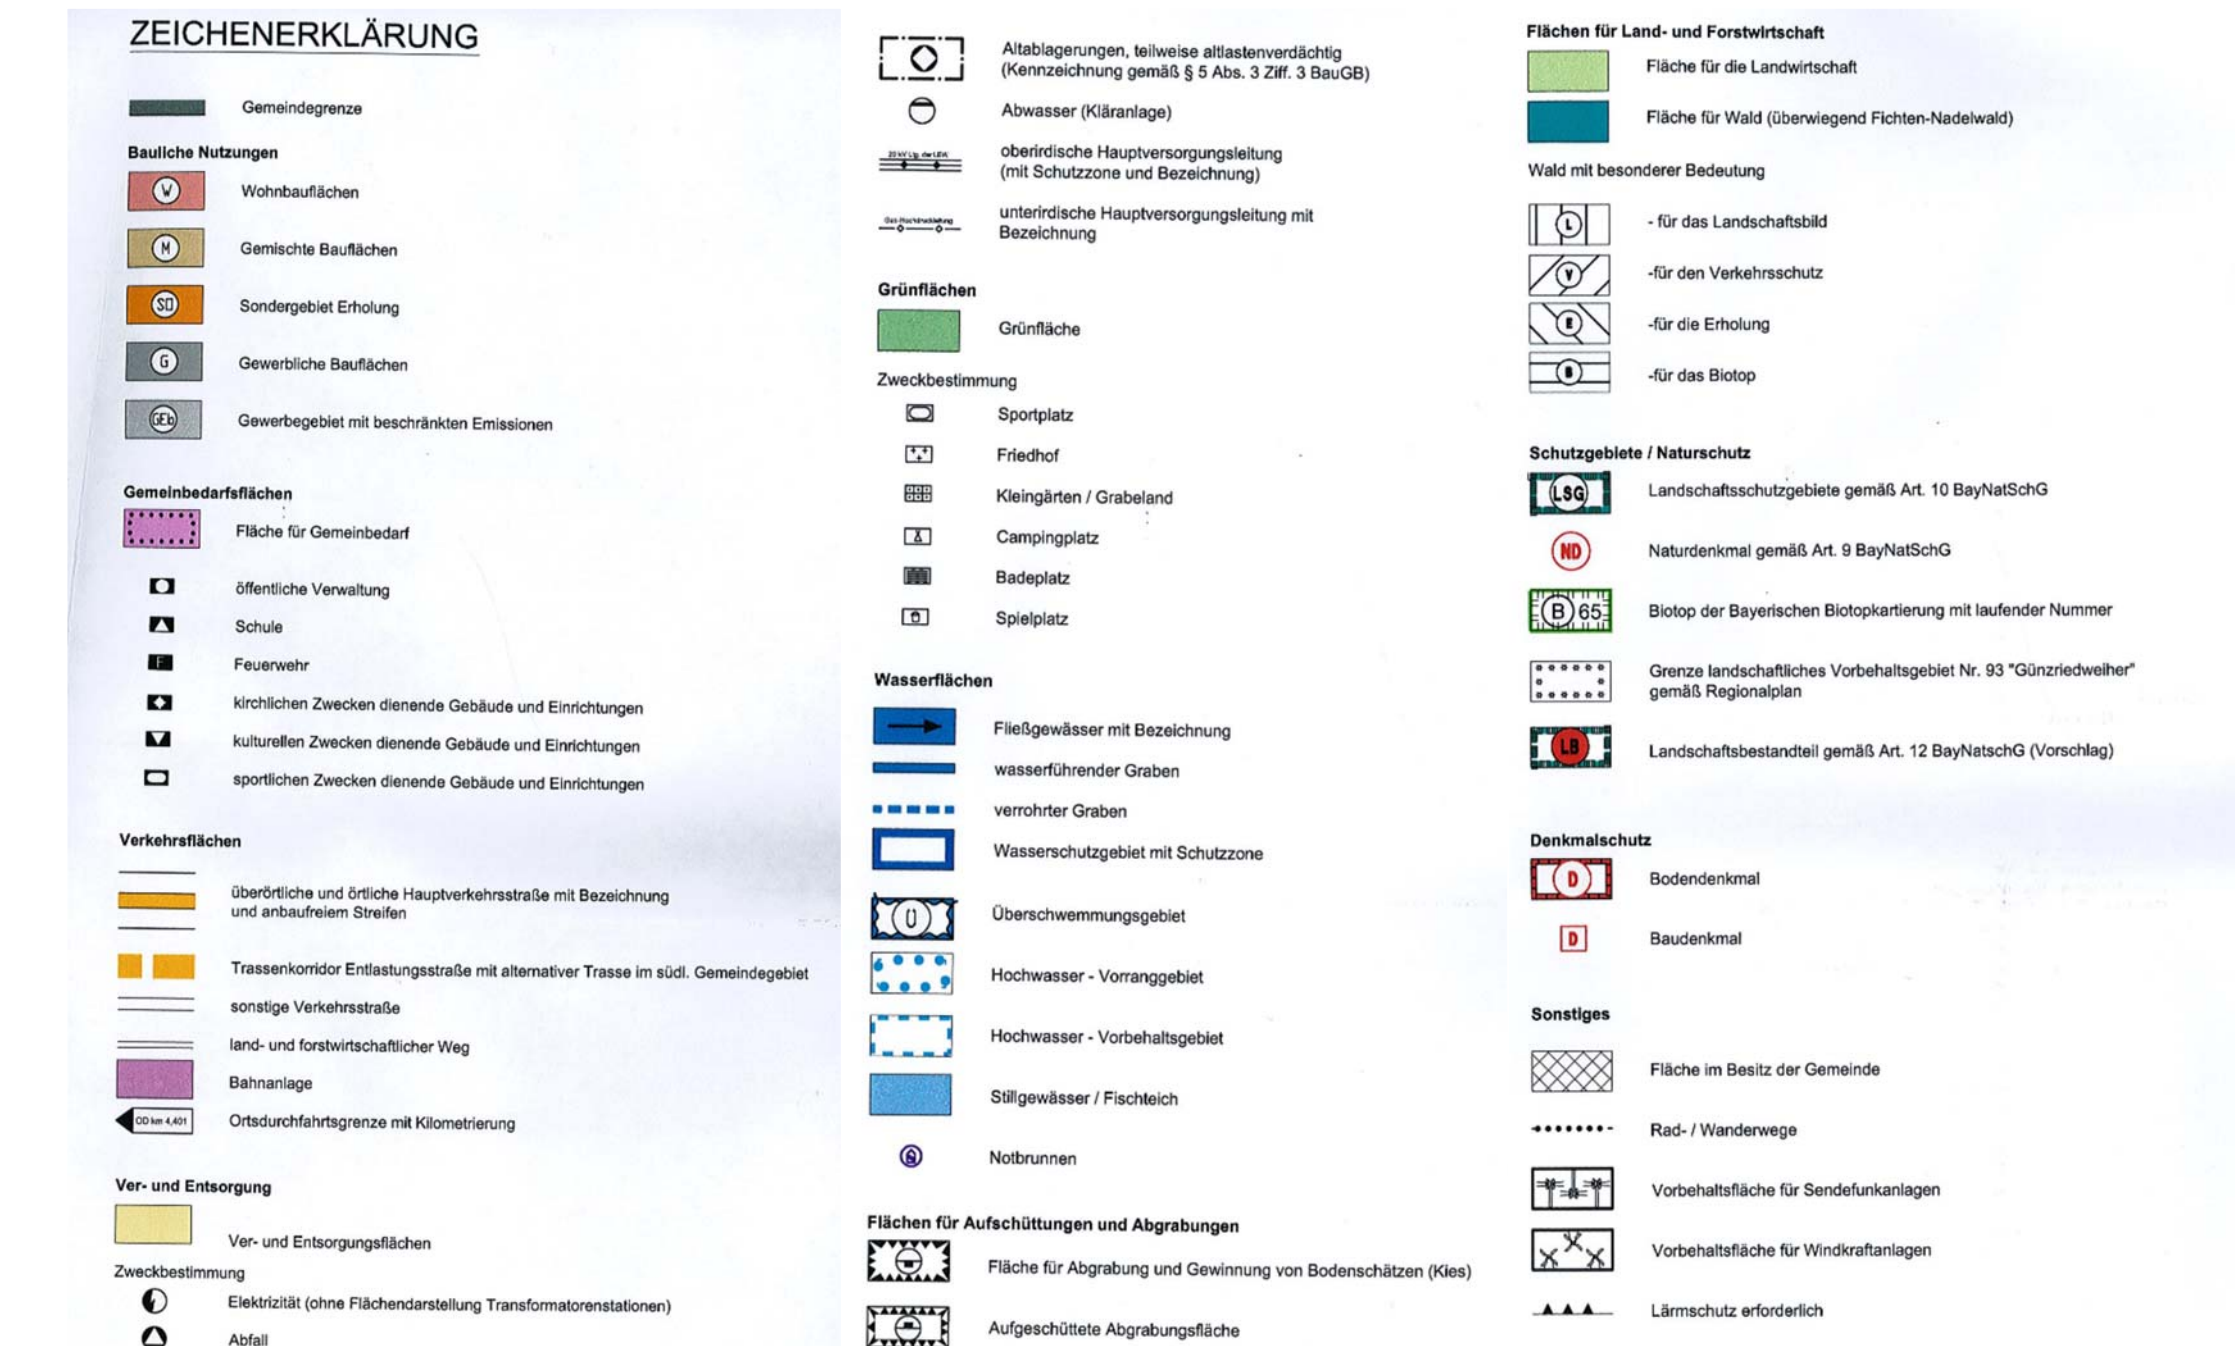 ZEICHENERKLÄRUNG
Gemeindegrenze
Bauliche Nutzungen
W
Wohnbauflächen
M
Gemischte Bauflächen
SO
Sondergebiet Erholung
G
Gewerbliche Bauflächen
GEb
Gewerbegebiet mit beschränkten Emissionen
Gemeinbedarfsflächen
Fläche für Gemeinbedarf
öffentliche Verwaltung
Schule
F
Feuerwehr
kirchlichen Zwecken dienende Gebäude und Einrichtungen
kulturellen Zwecken dienende Gebäude und Einrichtungen
sportlichen Zwecken dienende Gebäude und Einrichtungen
Verkehrsflächen
überörtliche und örtliche Hauptverkehrsstraße mit Bezeichnung
und anbaufreiem Streifen
Trassenkorridor Entlastungsstraße mit alternativer Trasse im südl. Gemeindegebiet
sonstige Verkehrsstraße
land- und forstwirtschaftlicher Weg
Bahnanlage
OD km 4,401
Ortsdurchfahrtsgrenze mit Kilometrierung
Ver- und Entsorgung
Ver- und Entsorgungsflächen
Zweckbestimmung
Elektrizität (ohne Flächendarstellung Transformatorenstationen)
Abfall
Altablagerungen, teilweise altlastenverdächtig
(Kennzeichnung gemäß § 5 Abs. 3 Ziff. 3 BauGB)
Abwasser (Kläranlage)
20 kV Ltg. der LEW
oberirdische Hauptversorgungsleitung
(mit Schutzzone und Bezeichnung)
Gas-Hochdruckleitung
unterirdische Hauptversorgungsleitung mit
Bezeichnung
Grünflächen
Grünfläche
Zweckbestimmung
Sportplatz
Friedhof
Kleingärten / Grabeland
Campingplatz
Badeplatz
Spielplatz
Wasserflächen
Fließgewässer mit Bezeichnung
wasserführender Graben
verrohrter Graben
Wasserschutzgebiet mit Schutzzone
Ü
Überschwemmungsgebiet
Hochwasser - Vorranggebiet
Hochwasser - Vorbehaltsgebiet
Stillgewässer / Fischteich
Notbrunnen
Flächen für Aufschüttungen und Abgrabungen
Fläche für Abgrabung und Gewinnung von Bodenschätzen (Kies)
Aufgeschüttete Abgrabungsfläche
Flächen für Land- und Forstwirtschaft
Fläche für die Landwirtschaft
Fläche für Wald (überwiegend Fichten-Nadelwald)
Wald mit besonderer Bedeutung
L
- für das Landschaftsbild
V
-für den Verkehrsschutz
E
-für die Erholung
B
-für das Biotop
Schutzgebiete / Naturschutz
LSG
Landschaftsschutzgebiete gemäß Art. 10 BayNatSchG
ND
Naturdenkmal gemäß Art. 9 BayNatSchG
B 65
Biotop der Bayerischen Biotopkartierung mit laufender Nummer
Grenze landschaftliches Vorbehaltsgebiet Nr. 93 "Günzriedweiher"
gemäß Regionalplan
LB
Landschaftsbestandteil gemäß Art. 12 BayNatschG (Vorschlag)
Denkmalschutz
D
Bodendenkmal
D
Baudenkmal
Sonstiges
Fläche im Besitz der Gemeinde
Rad- / Wanderwege
Vorbehaltsfläche für Sendefunkanlagen
Vorbehaltsfläche für Windkraftanlagen
Lärmschutz erforderlich